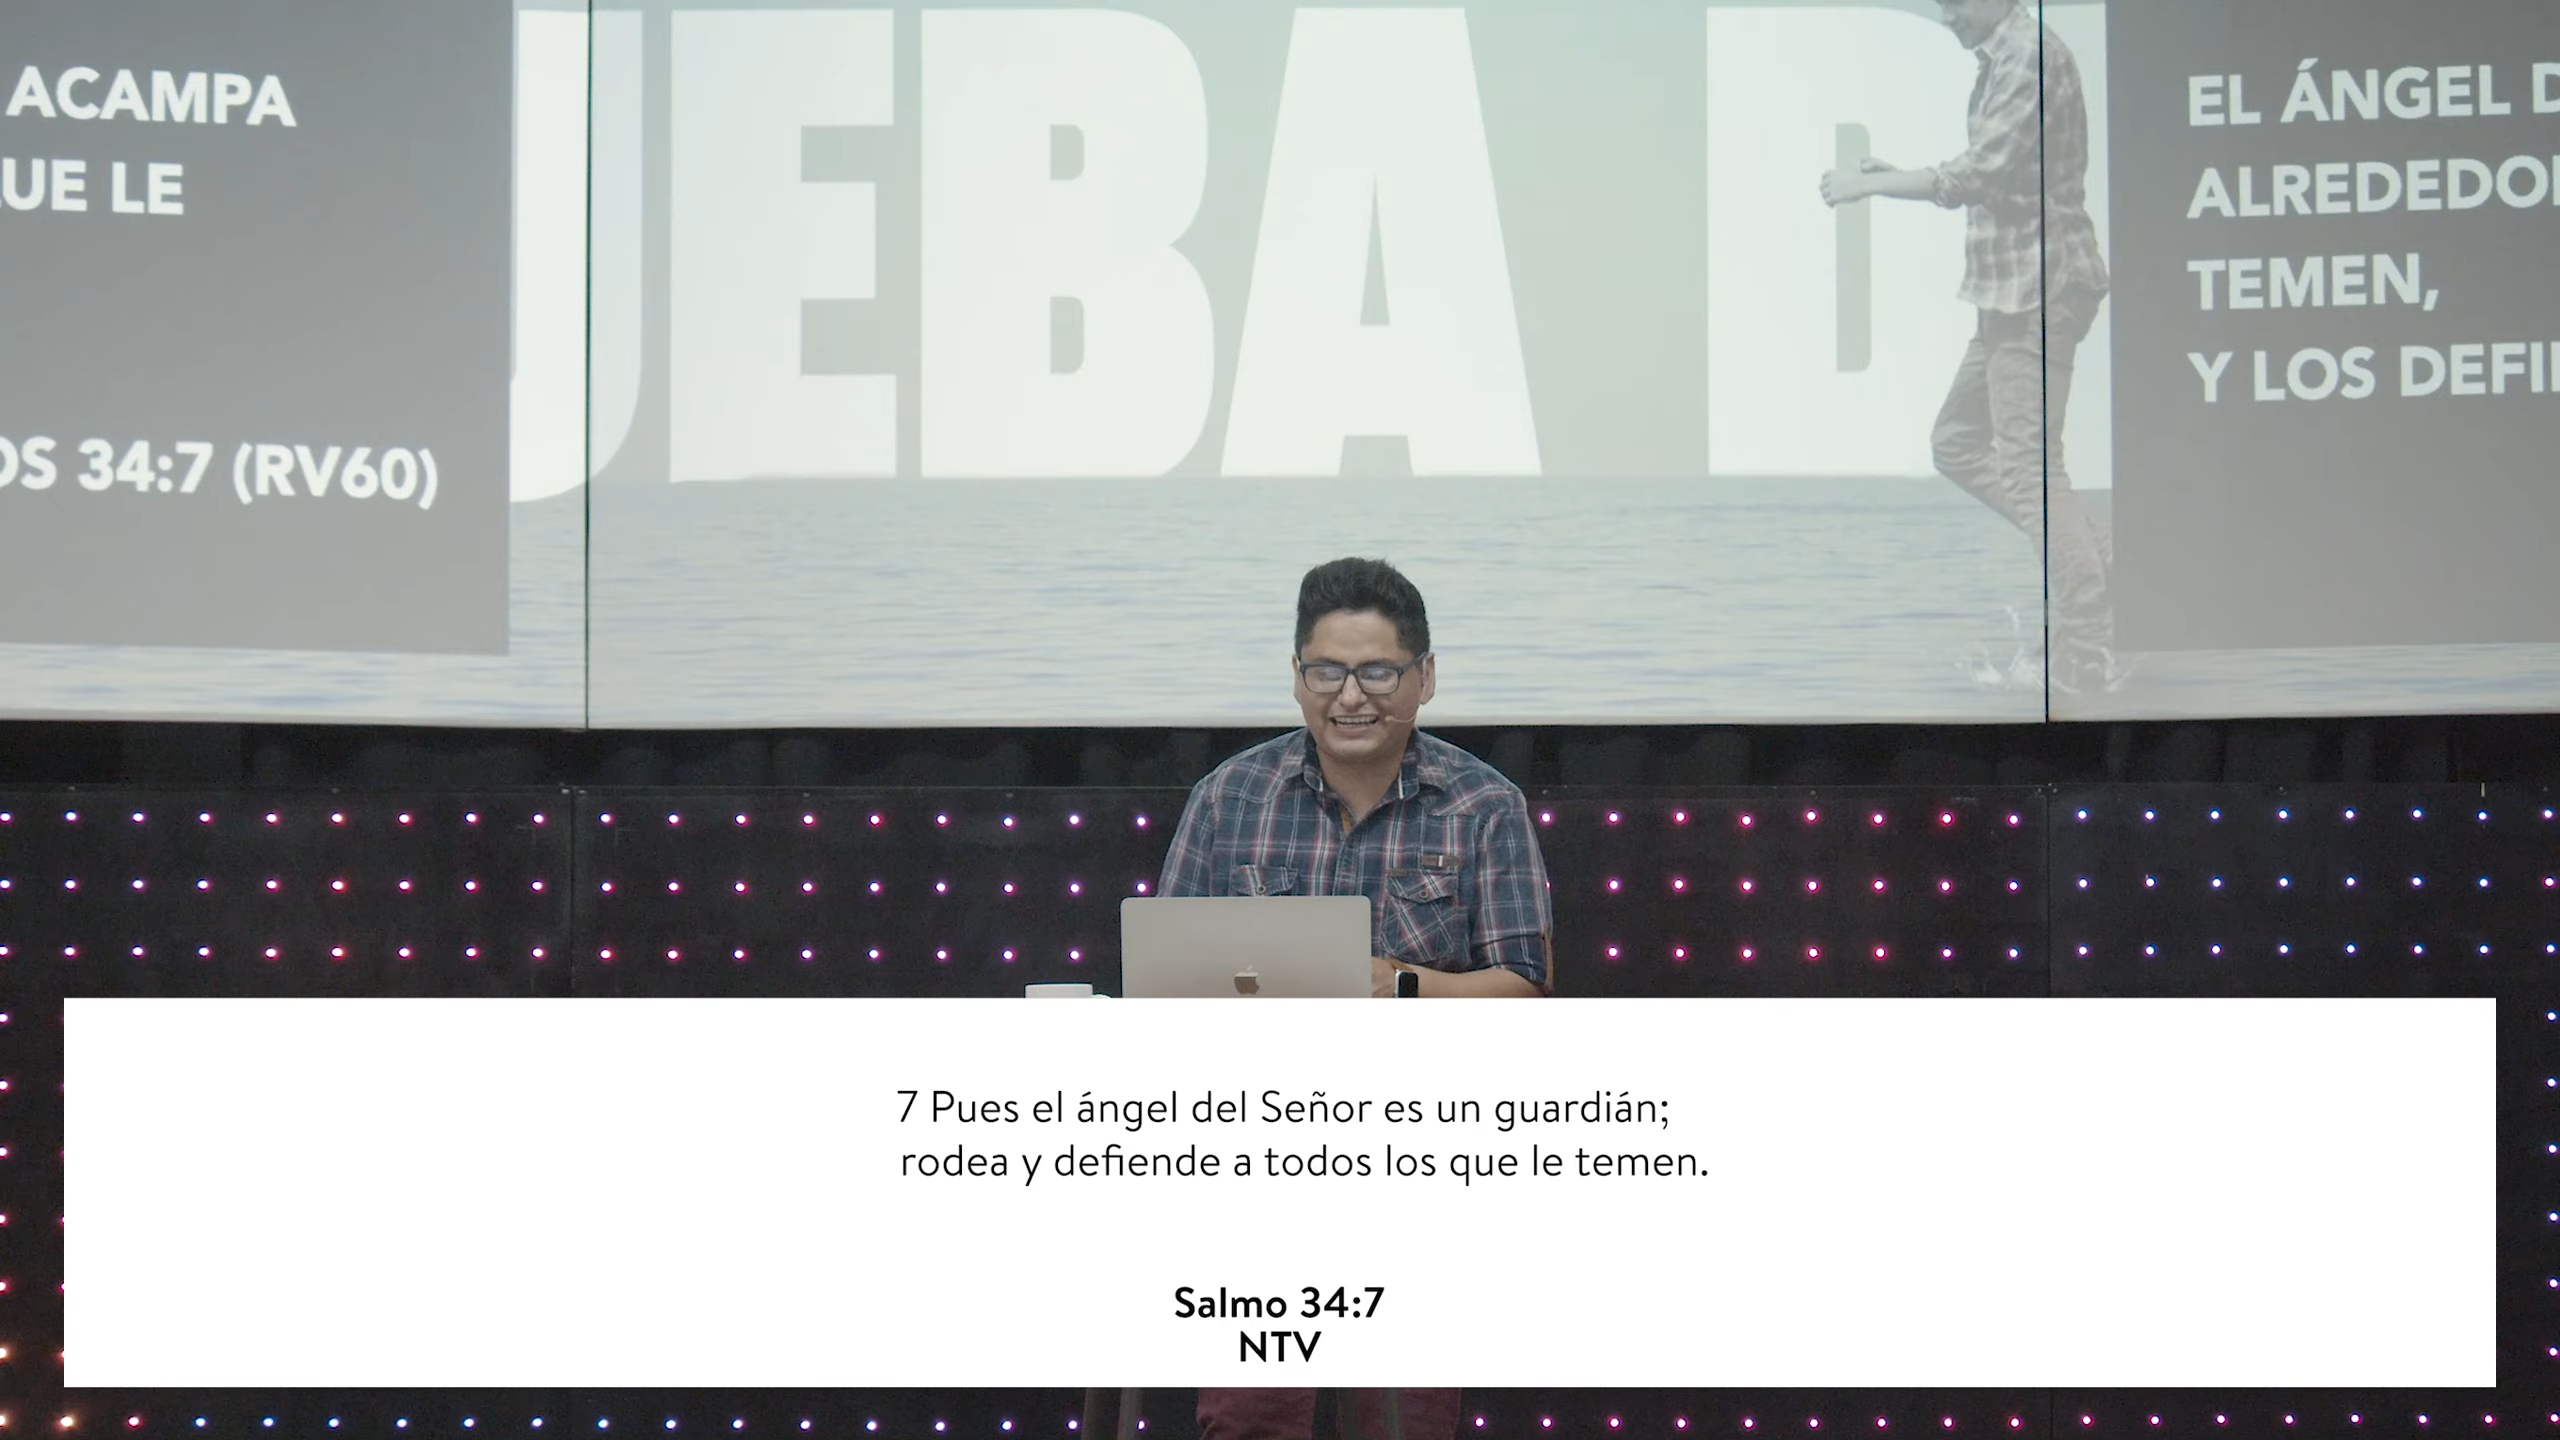 ACAMPA
UE LE
OS 34:7 (RV60)
UEBA D
EL ÁNGEL D
ALREDEDO
TEMEN,
Y LOS DEFI
7 Pues el ángel del Señor es un guardián;
rodea y defiende a todos los que le temen.
Salmo 34:7
NTV